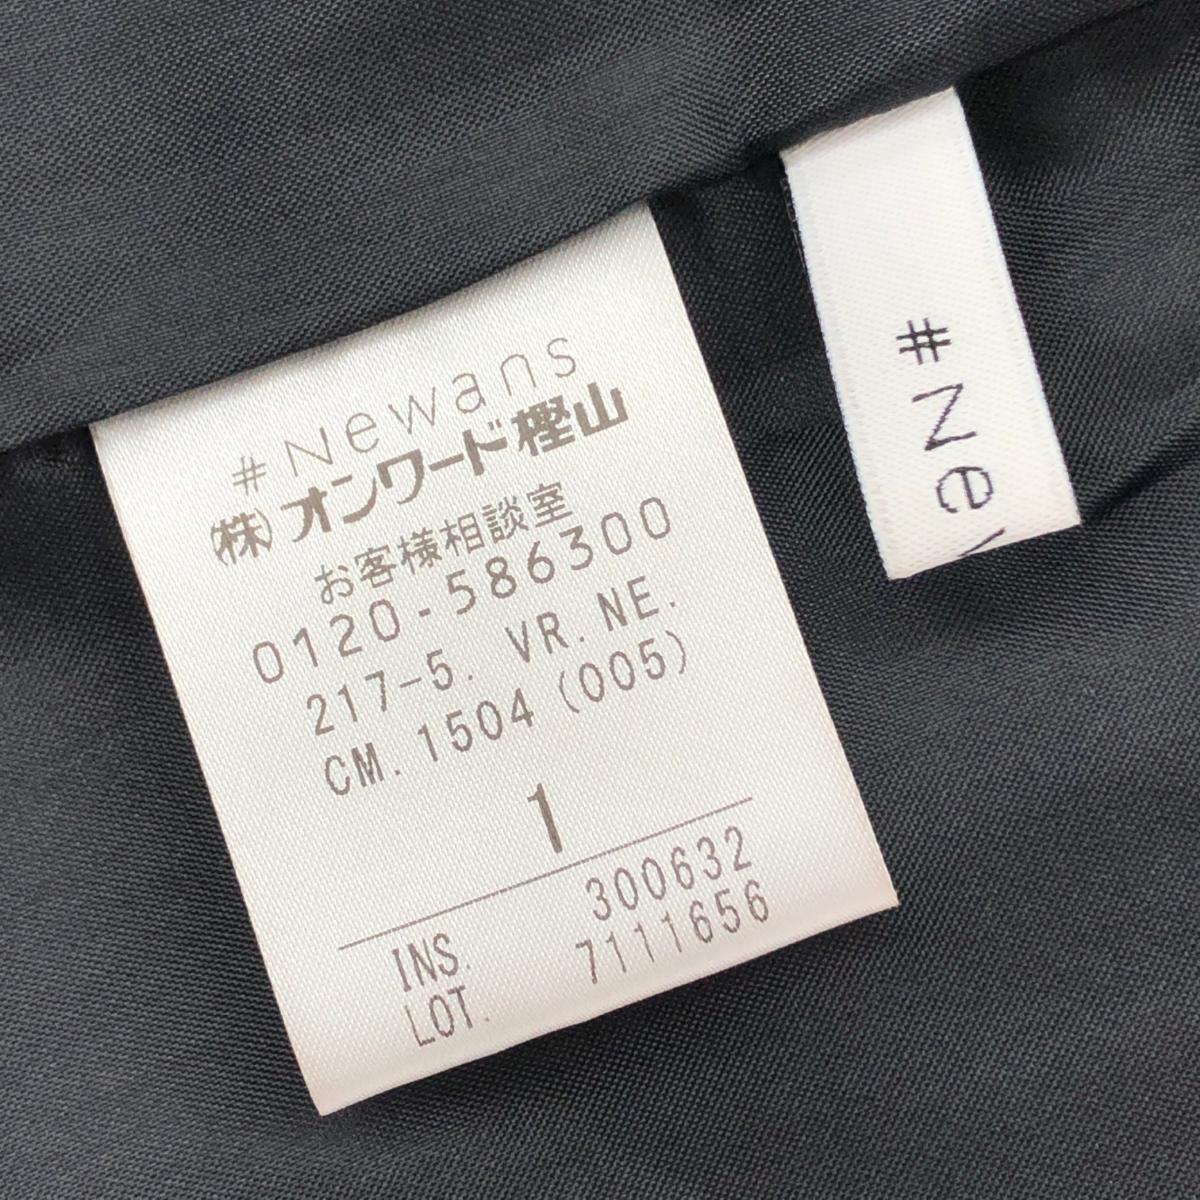 #Newans
(株)オンワード樫山
お客様相談室
0120-586300
217-5. VR. NE.
CM. 1504 (005)
1
INS. 300632
LOT. 7111656
#New